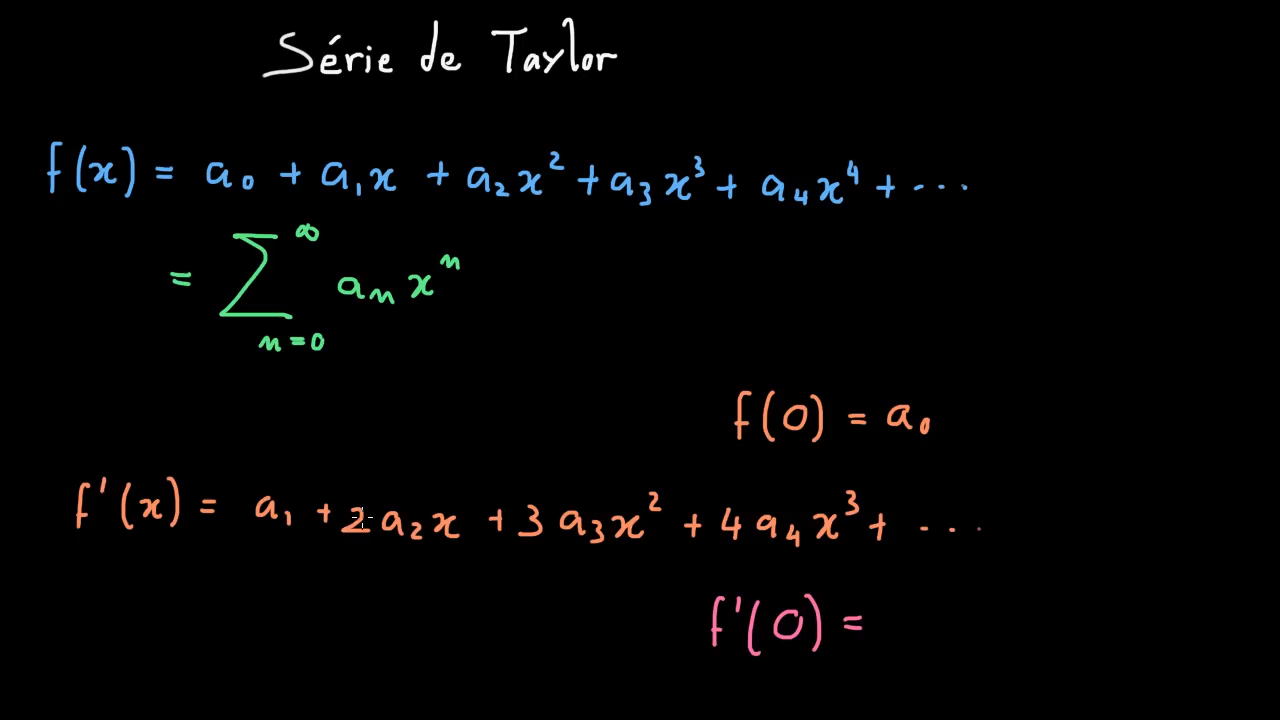 Série de Taylor
f(x) = a₀ + a₁x + a₂x² + a₃x³ + a₄x⁴ + ...
= ∑ₙ₌₀^∞ aₙxⁿ
f(0) = a₀
f'(x) = a₁ + 2a₂x + 3a₃x² + 4a₄x³ + ...
f'(0) =